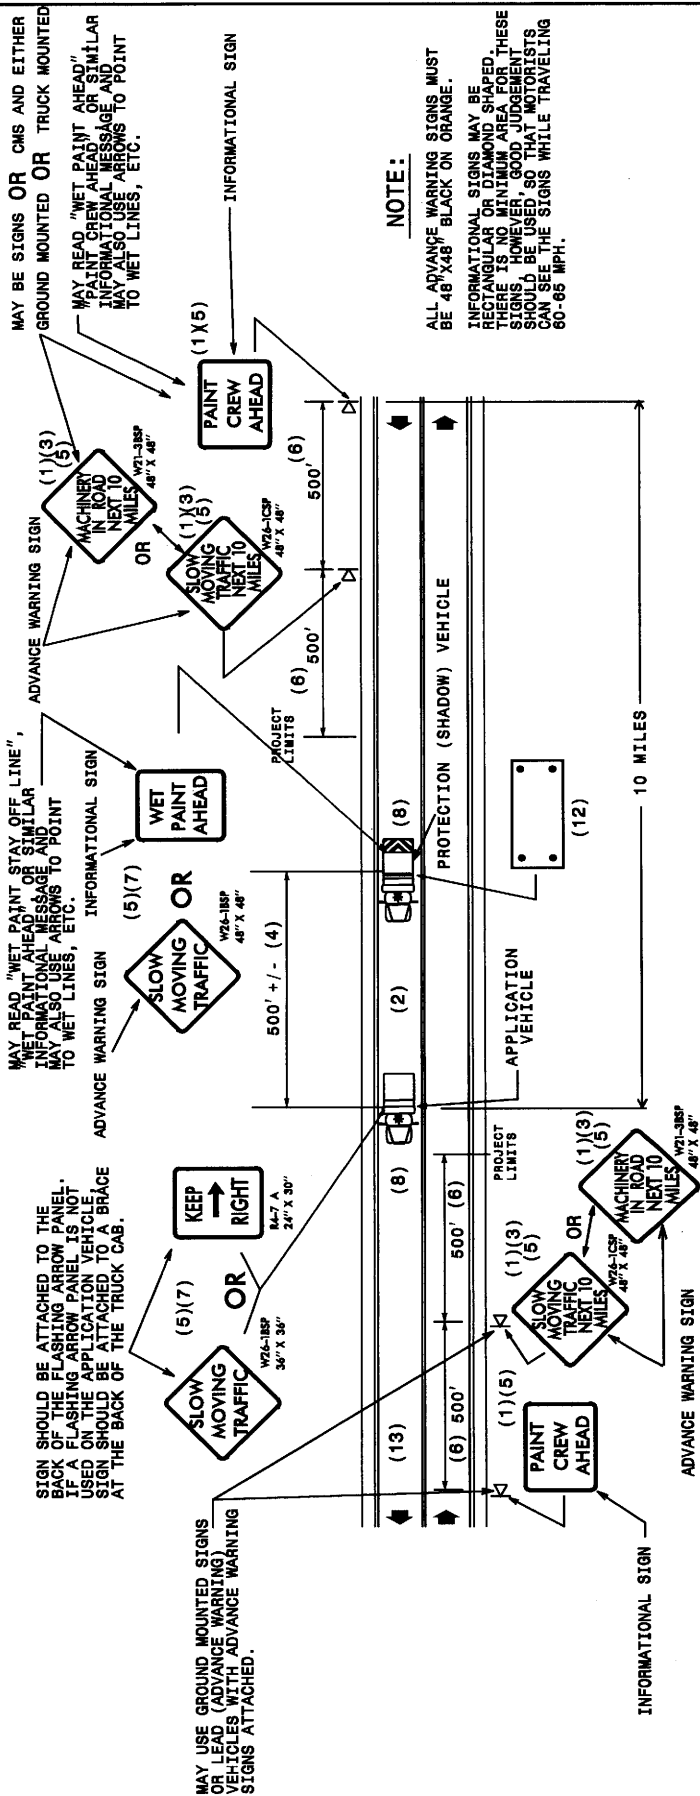 SIGN SHOULD BE ATTACHED TO THE
BACK OF THE FLASHING ARROW PANEL.
IF A FLASHING ARROW PANEL IS NOT
USED ON THE APPLICATION VEHICLE,
SIGN SHOULD BE ATTACHED TO A BRACE
AT THE BACK OF THE TRUCK CAB.
MAY READ "WET PAINT STAY OFF LINE",
"WET PAINT AHEAD" OR SIMILAR
INFORMATIONAL MESSAGE AND
MAY ALSO USE ARROWS TO POINT
TO WET LINES, ETC.
MAY BE SIGNS OR CMS AND EITHER
GROUND MOUNTED OR TRUCK MOUNTED
MAY READ "WET PAINT AHEAD"
"PAINT CREW AHEAD" OR SIMILAR
INFORMATIONAL MESSAGE AND
MAY ALSO USE ARROWS TO POINT
TO WET LINES, ETC.
ADVANCE WARNING SIGN
INFORMATIONAL SIGN
ADVANCE WARNING SIGN
INFORMATIONAL SIGN
(5)(7)
SLOW
MOVING
TRAFFIC
W26-1BSP
36" X 36"
OR
KEEP
RIGHT
R4-7 A
24" X 30"
(5)(7)
SLOW
MOVING
TRAFFIC
W26-1BSP
48" X 48"
OR
WET
PAINT
AHEAD
(1)(3)
(5)
MACHINERY
IN ROAD
NEXT 10
MILES
W21-3BSP
48" X 48"
OR
(1)(3)
(5)
SLOW
MOVING
TRAFFIC
NEXT 10
MILES
W26-1CSP
48" X 48"
(1)(5)
PAINT
CREW
AHEAD
MAY USE GROUND MOUNTED SIGNS
OR LEAD (ADVANCE WARNING)
VEHICLES WITH ADVANCE WARNING
SIGNS ATTACHED.
500' +/- (4)
PROJECT
LIMITS
(6) 500'
500' (6)
(13)
(8)
(2)
(8)
(6) 500'
500' (6)
PROJECT
LIMITS
APPLICATION
VEHICLE
PROTECTION (SHADOW) VEHICLE
(12)
10 MILES
(1)(5)
PAINT
CREW
AHEAD
(1)(3)
(5)
SLOW
MOVING
TRAFFIC
NEXT 10
MILES
W26-1CSP
48" X 48"
OR
(1)(3)
(5)
MACHINERY
IN ROAD
NEXT 10
MILES
W21-3BSP
48" X 48"
INFORMATIONAL SIGN
ADVANCE WARNING SIGN
NOTE:
ALL ADVANCE WARNING SIGNS MUST
BE 48"X48" BLACK ON ORANGE.
INFORMATIONAL SIGNS MAY BE
RECTANGULAR OR DIAMOND SHAPED.
THERE IS NO MINIMUM AREA FOR THESE
SIGNS, HOWEVER, GOOD JUDGEMENT
SHOULD BE USED SO THAT MOTORISTS
CAN SEE THE SIGNS WHILE TRAVELING
60-65 MPH.